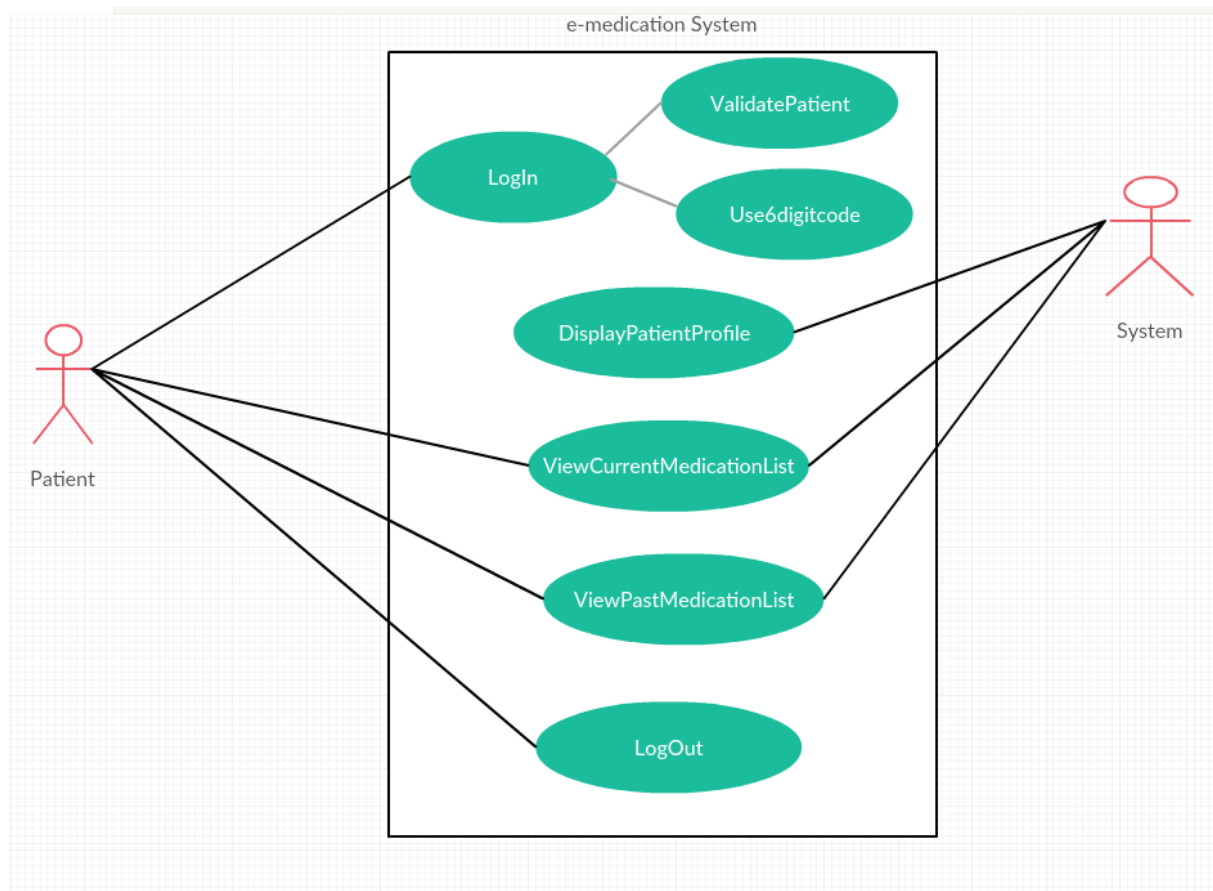 e-medication System
ValidatePatient
LogIn
Use6digitcode
System
DisplayPatientProfile
ViewCurrentMedicationList
Patient
ViewPastMedicationList
LogOut